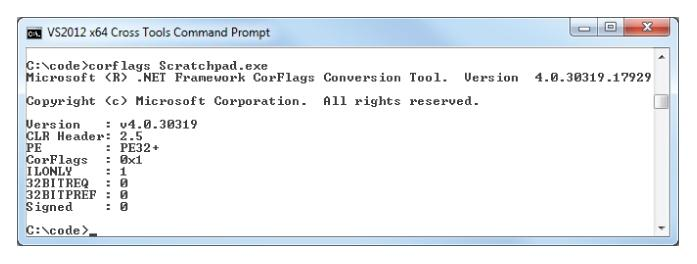 VS2012 x64 Cross Tools Command Prompt
C:\code>corflags Scratchpad.exe
Microsoft (R) .NET Framework CorFlags Conversion Tool.  Version  4.0.30319.17929
Copyright (c) Microsoft Corporation.  All rights reserved.
Version   : v4.0.30319
CLR Header: 2.5
PE        : PE32+
CorFlags  : 0x1
ILONLY    : 1
32BITREQ  : 0
32BITPREF : 0
Signed    : 0
C:\code>_